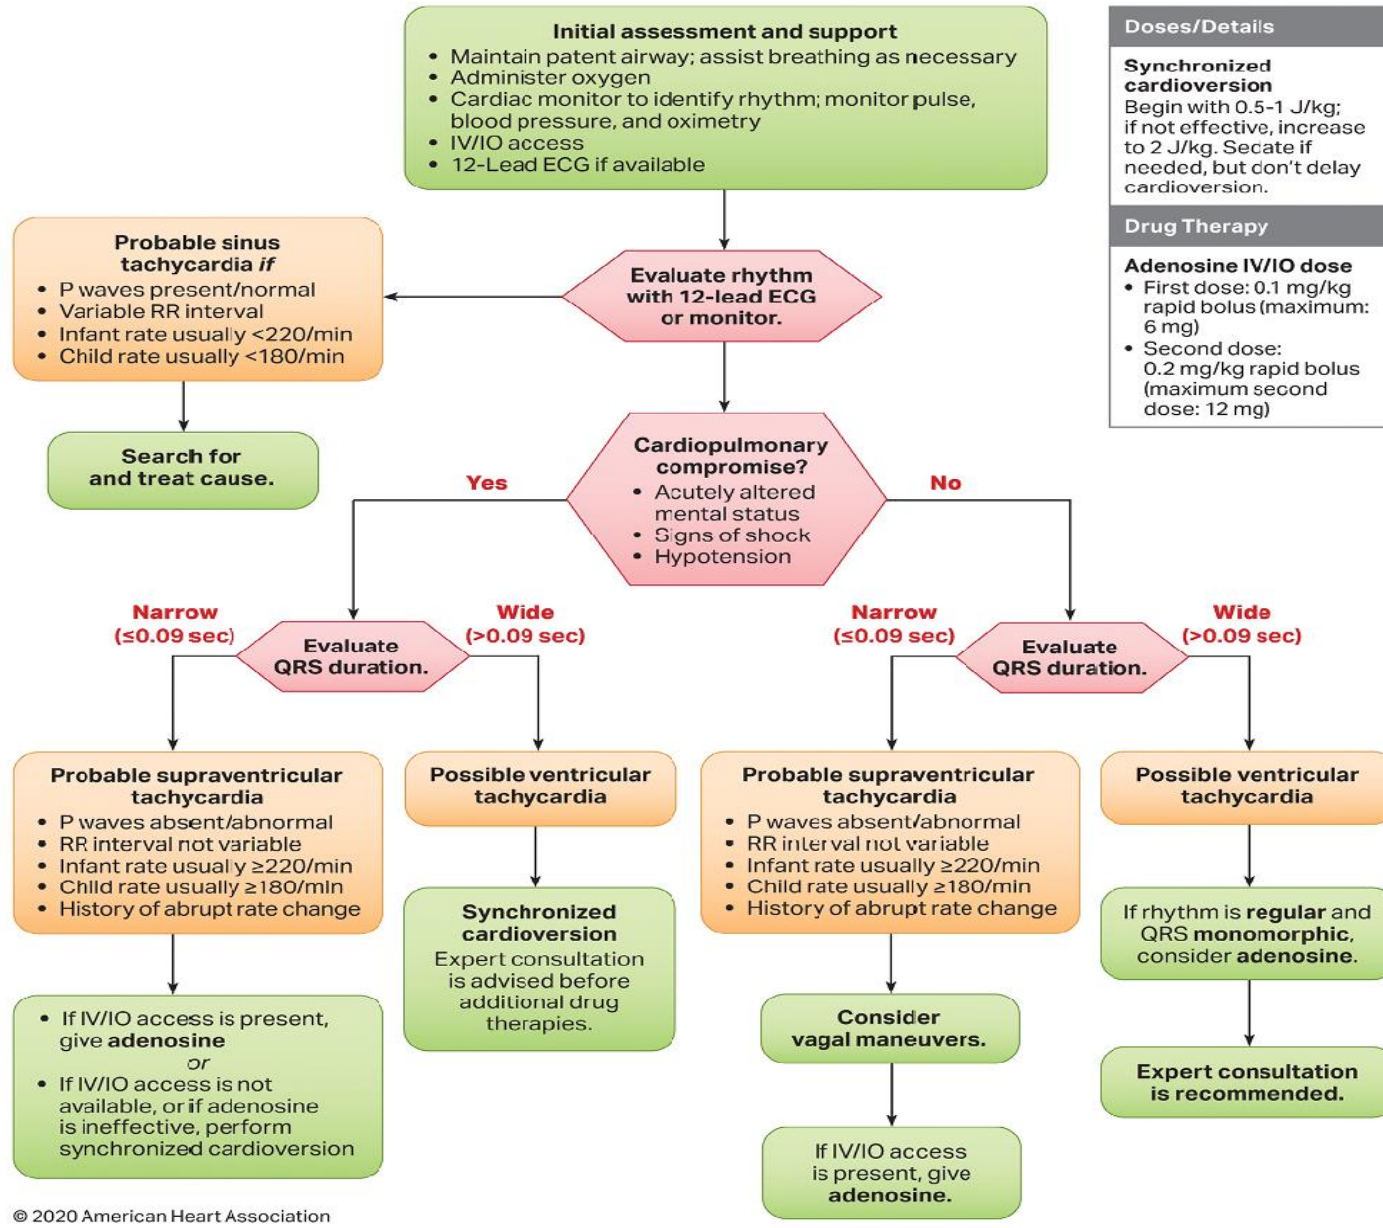 Initial assessment and support
• Maintain patent airway; assist breathing as necessary
• Administer oxygen
• Cardiac monitor to identify rhythm; monitor pulse,
blood pressure, and oximetry
• IV/IO access
• 12-Lead ECG if available
Doses/Details
Synchronized
cardioversion
Begin with 0.5-1 J/kg;
if not effective, increase
to 2 J/kg. Sedate if
needed, but don't delay
cardioversion.
Drug Therapy
Adenosine IV/IO dose
• First dose: 0.1 mg/kg
rapid bolus (maximum:
6 mg)
• Second dose:
0.2 mg/kg rapid bolus
(maximum second
dose: 12 mg)
Probable sinus
tachycardia if
• P waves present/normal
• Variable RR interval
• Infant rate usually <220/min
• Child rate usually <180/min
Evaluate rhythm
with 12-lead ECG
or monitor.
Search for
and treat cause.
Cardiopulmonary
compromise?
• Acutely altered
mental status
• Signs of shock
• Hypotension
Yes
No
Narrow
(≤0.09 sec)
Wide
(>0.09 sec)
Evaluate
QRS duration.
Narrow
(≤0.09 sec)
Wide
(>0.09 sec)
Evaluate
QRS duration.
Probable supraventricular
tachycardia
• P waves absent/abnormal
• RR interval not variable
• Infant rate usually ≥220/min
• Child rate usually ≥180/min
• History of abrupt rate change
Possible ventricular
tachycardia
Probable supraventricular
tachycardia
• P waves absent/abnormal
• RR interval not variable
• Infant rate usually ≥220/min
• Child rate usually ≥180/min
• History of abrupt rate change
Possible ventricular
tachycardia
• If IV/IO access is present,
give adenosine
or
• If IV/IO access is not
available, or if adenosine
is ineffective, perform
synchronized cardioversion
Synchronized
cardioversion
Expert consultation
is advised before
additional drug
therapies.
Consider
vagal maneuvers.
If IV/IO access
is present, give
adenosine.
If rhythm is regular and
QRS monomorphic,
consider adenosine.
Expert consultation
is recommended.
© 2020 American Heart Association